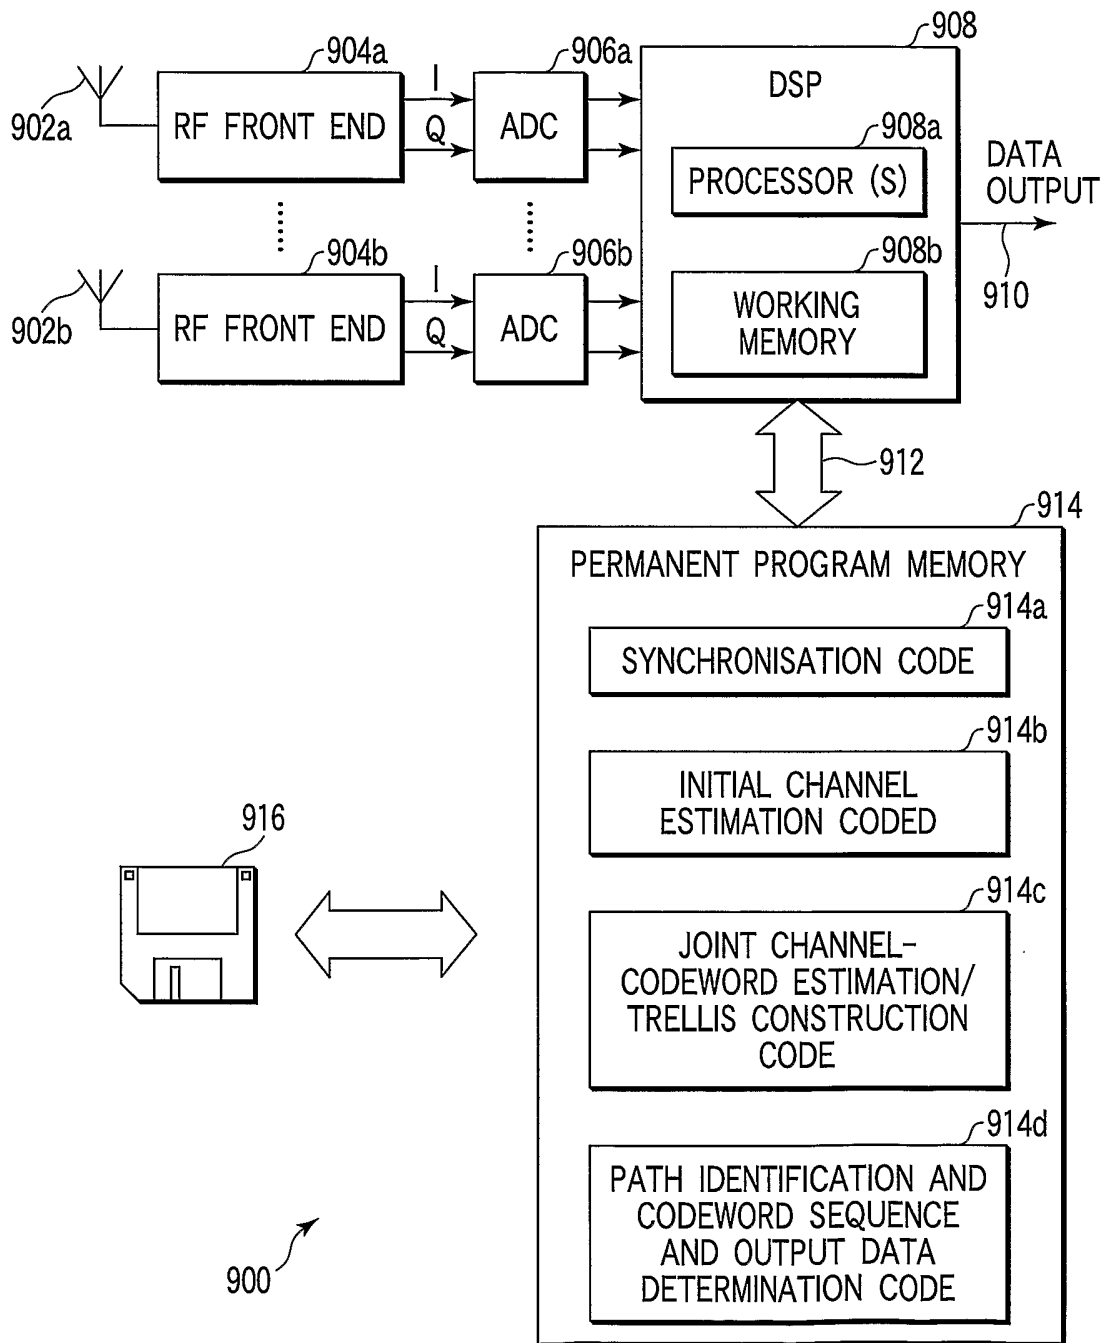 904a
906a
908
902a
RF FRONT END
I
Q
ADC
DSP
908a
PROCESSOR (S)
DATA
OUTPUT
910
904b
906b
908b
902b
RF FRONT END
I
Q
ADC
WORKING
MEMORY
912
914
PERMANENT PROGRAM MEMORY
914a
SYNCHRONISATION CODE
914b
INITIAL CHANNEL
ESTIMATION CODED
916
914c
JOINT CHANNEL-
CODEWORD ESTIMATION/
TRELLIS CONSTRUCTION
CODE
914d
PATH IDENTIFICATION AND
CODEWORD SEQUENCE
AND OUTPUT DATA
DETERMINATION CODE
900